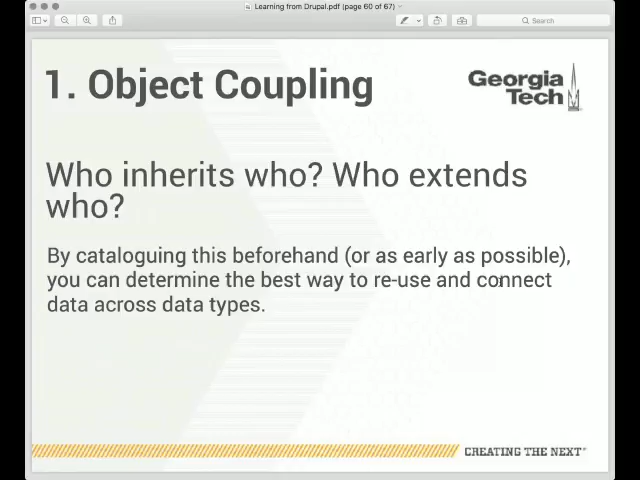 Learning from Drupal.pdf (page 60 of 67)
Search
1. Object Coupling
Georgia
Tech
Who inherits who? Who extends
who?
By cataloguing this beforehand (or as early as possible),
you can determine the best way to re-use and connect
data across data types.
CREATING THE NEXT®